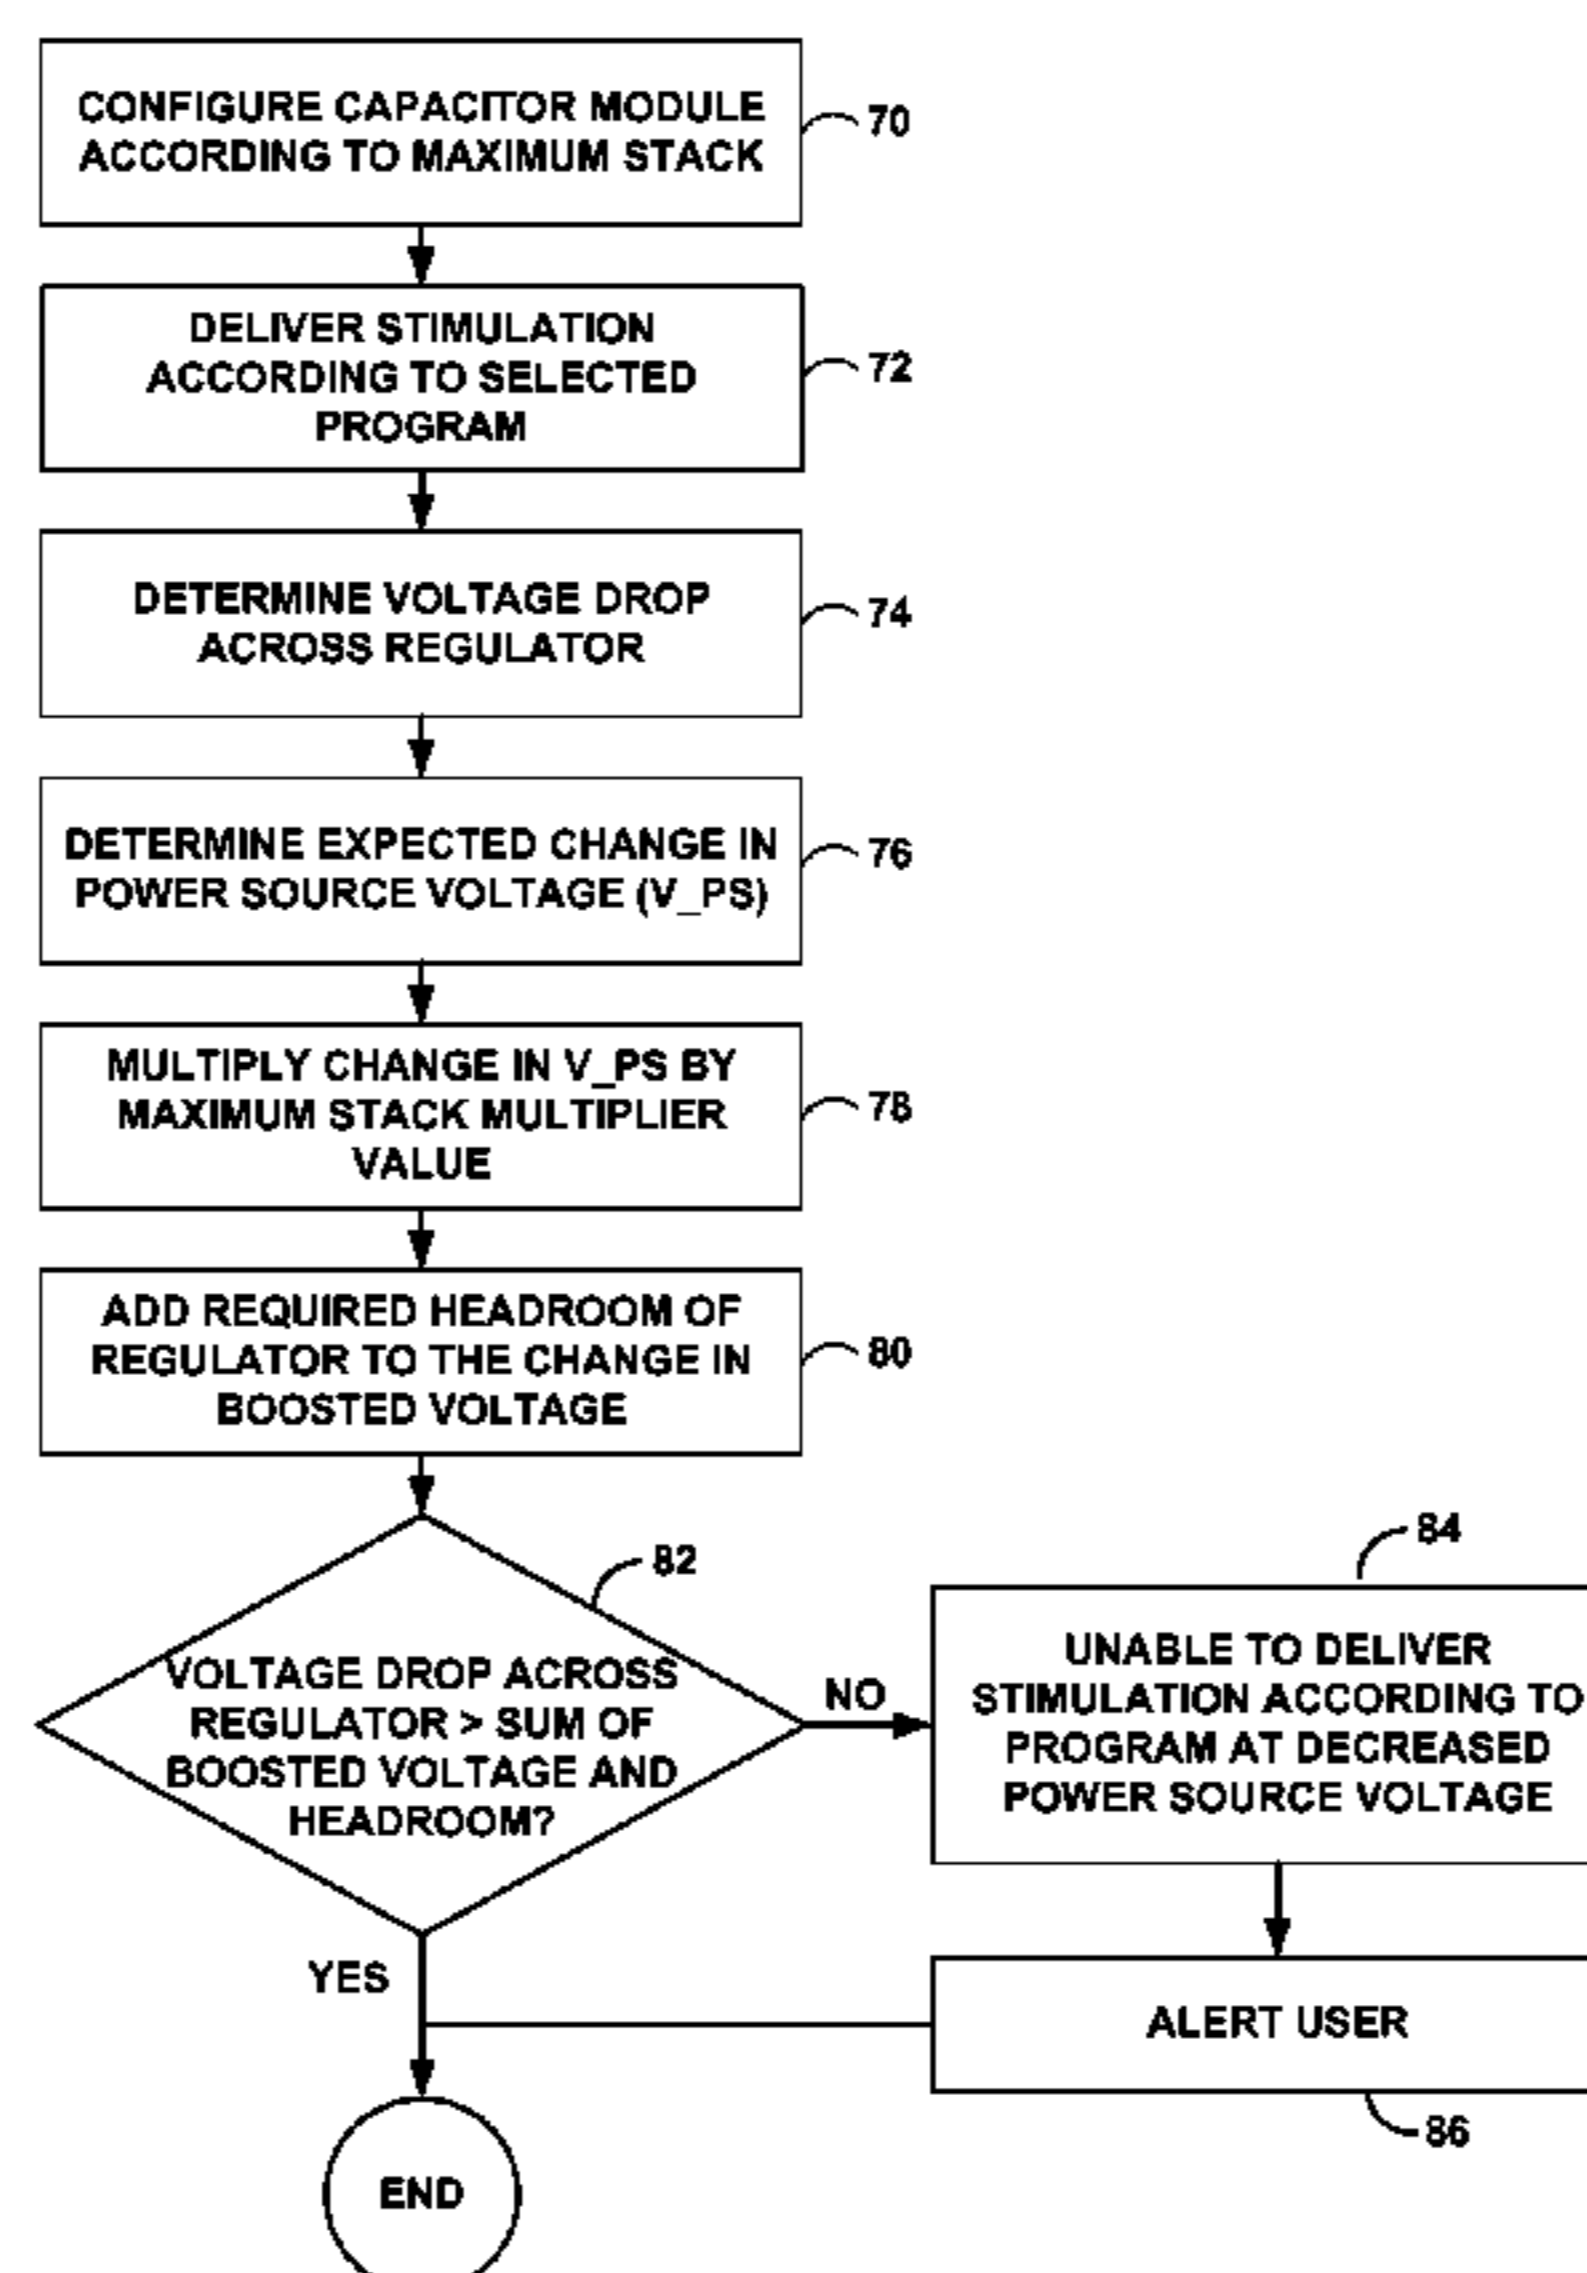 CONFIGURE CAPACITOR MODULE
ACCORDING TO MAXIMUM STACK
70
DELIVER STIMULATION
ACCORDING TO SELECTED
PROGRAM
72
DETERMINE VOLTAGE DROP
ACROSS REGULATOR
74
DETERMINE EXPECTED CHANGE IN
POWER SOURCE VOLTAGE (V_PS)
76
MULTIPLY CHANGE IN V_PS BY
MAXIMUM STACK MULTIPLIER
VALUE
78
ADD REQUIRED HEADROOM OF
REGULATOR TO THE CHANGE IN
BOOSTED VOLTAGE
80
82
VOLTAGE DROP ACROSS
REGULATOR > SUM OF
BOOSTED VOLTAGE AND
HEADROOM?
NO
84
UNABLE TO DELIVER
STIMULATION ACCORDING TO
PROGRAM AT DECREASED
POWER SOURCE VOLTAGE
YES
ALERT USER
86
END